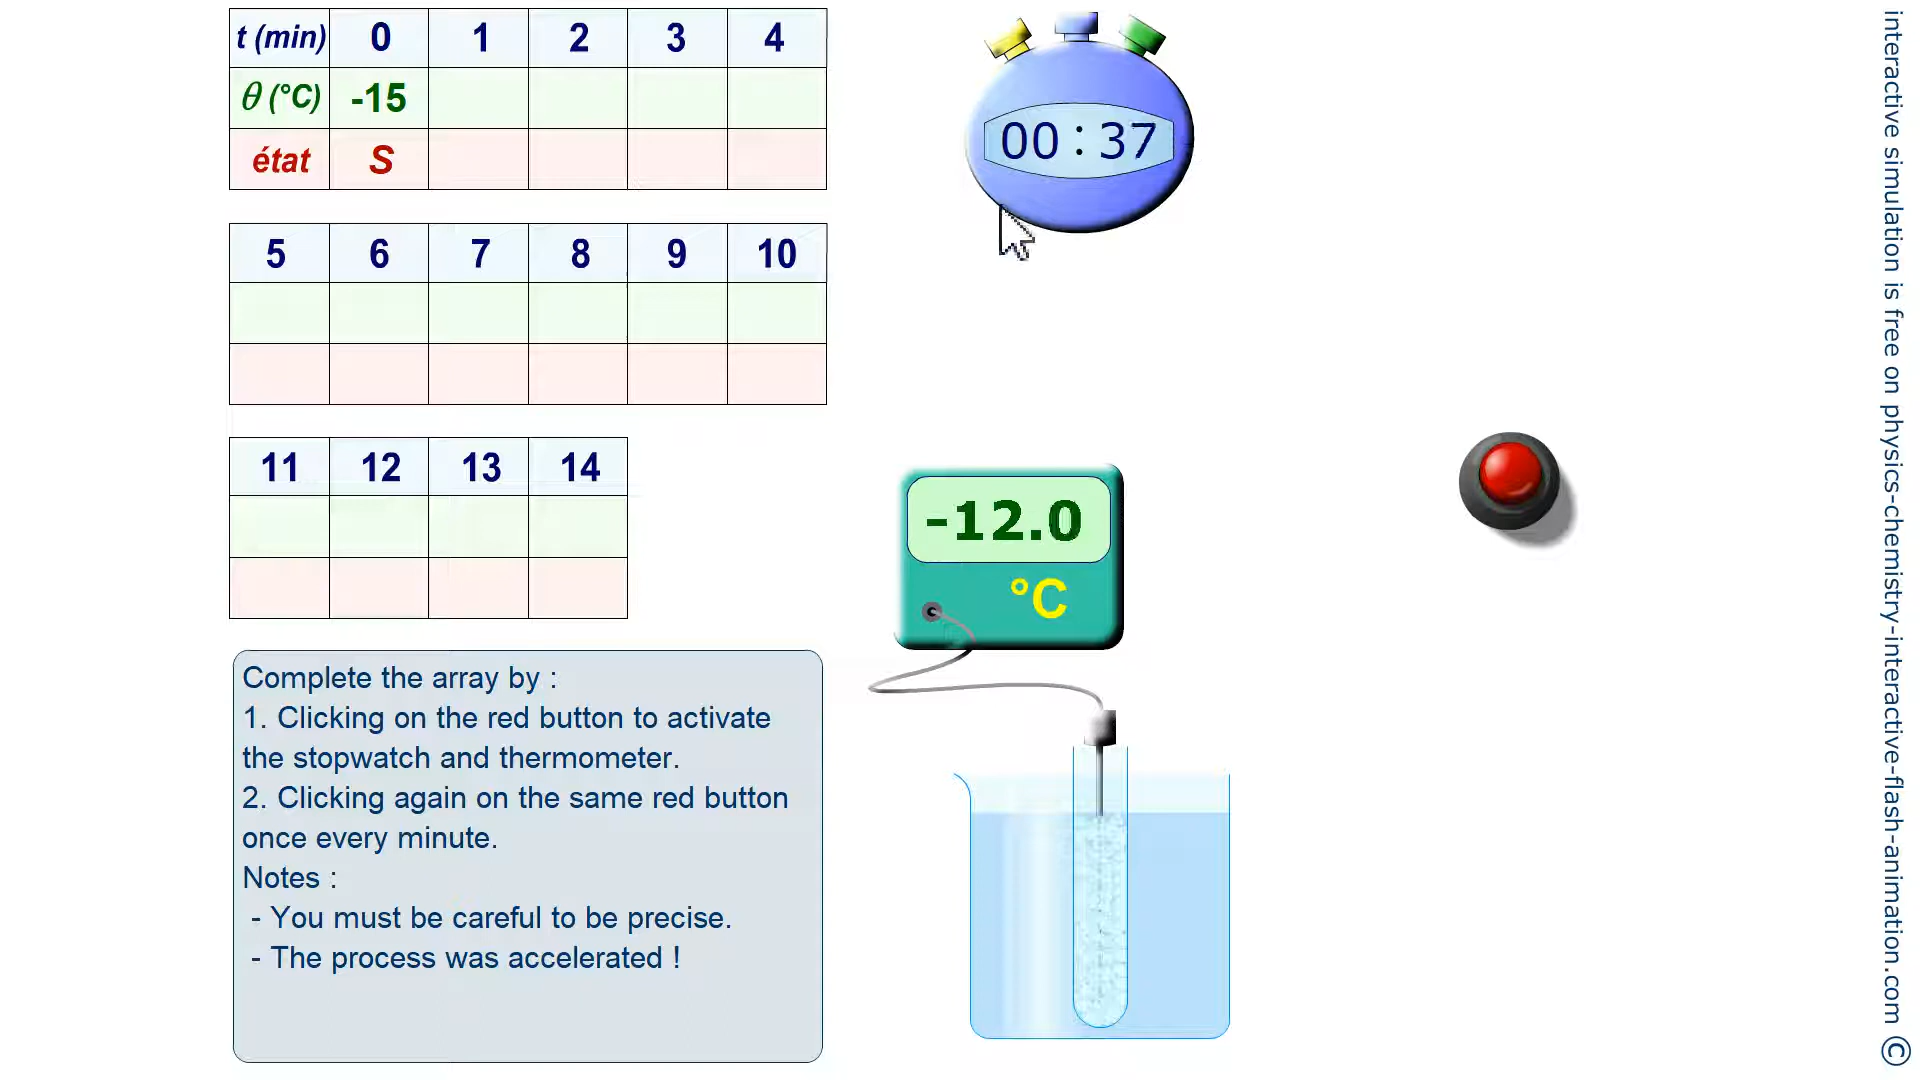 t (min) 0 1 2 3 4
θ (°C) -15
état S
5 6 7 8 9 10
11 12 13 14
Complete the array by :
1. Clicking on the red button to activate
the stopwatch and thermometer.
2. Clicking again on the same red button
once every minute.
Notes :
- You must be careful to be precise.
- The process was accelerated !
00 : 37
-12.0
°C
interactive simulation is free on physics-chemistry-interactive-flash-animation.com ©